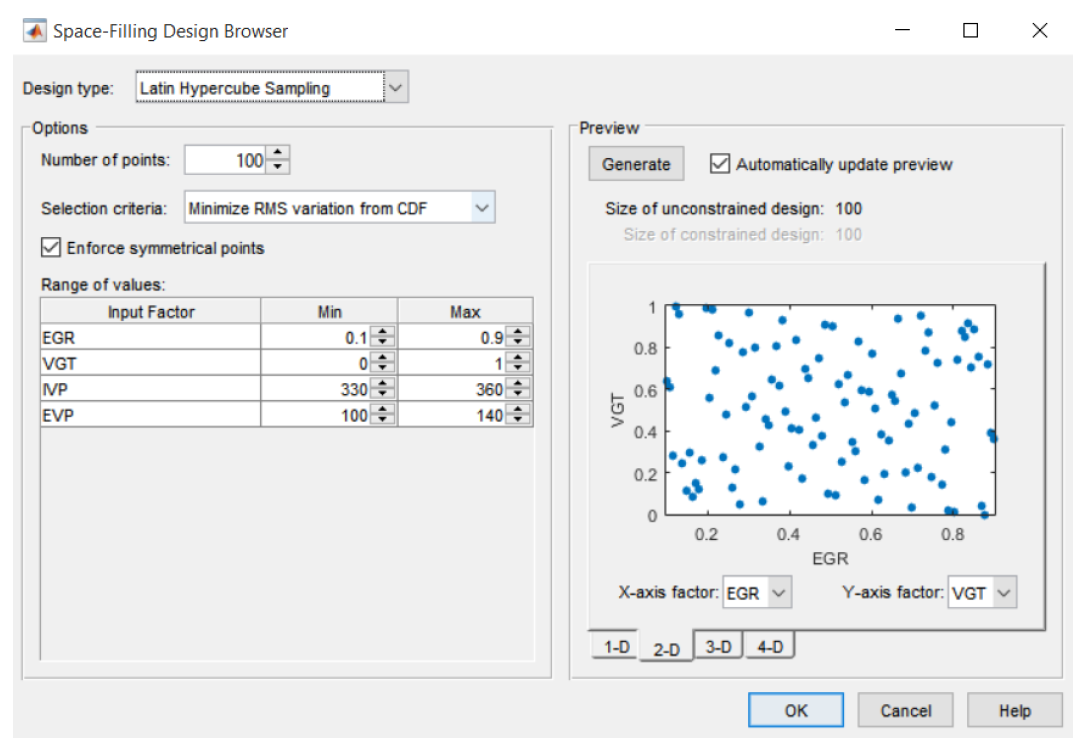 Space-Filling Design Browser
Design type: Latin Hypercube Sampling
Options
Number of points: 100
Selection criteria: Minimize RMS variation from CDF
Enforce symmetrical points
Range of values:
Input Factor Min Max
EGR 0.1 0.9
VGT 0 1
IVP 330 360
EVP 100 140
Preview
Generate Automatically update preview
Size of unconstrained design: 100
Size of constrained design: 100
1
0.8
0.6
0.4
0.2
0
VGT
0.2 0.4 0.6 0.8
EGR
X-axis factor: EGR Y-axis factor: VGT
1-D 2-D 3-D 4-D
OK Cancel Help